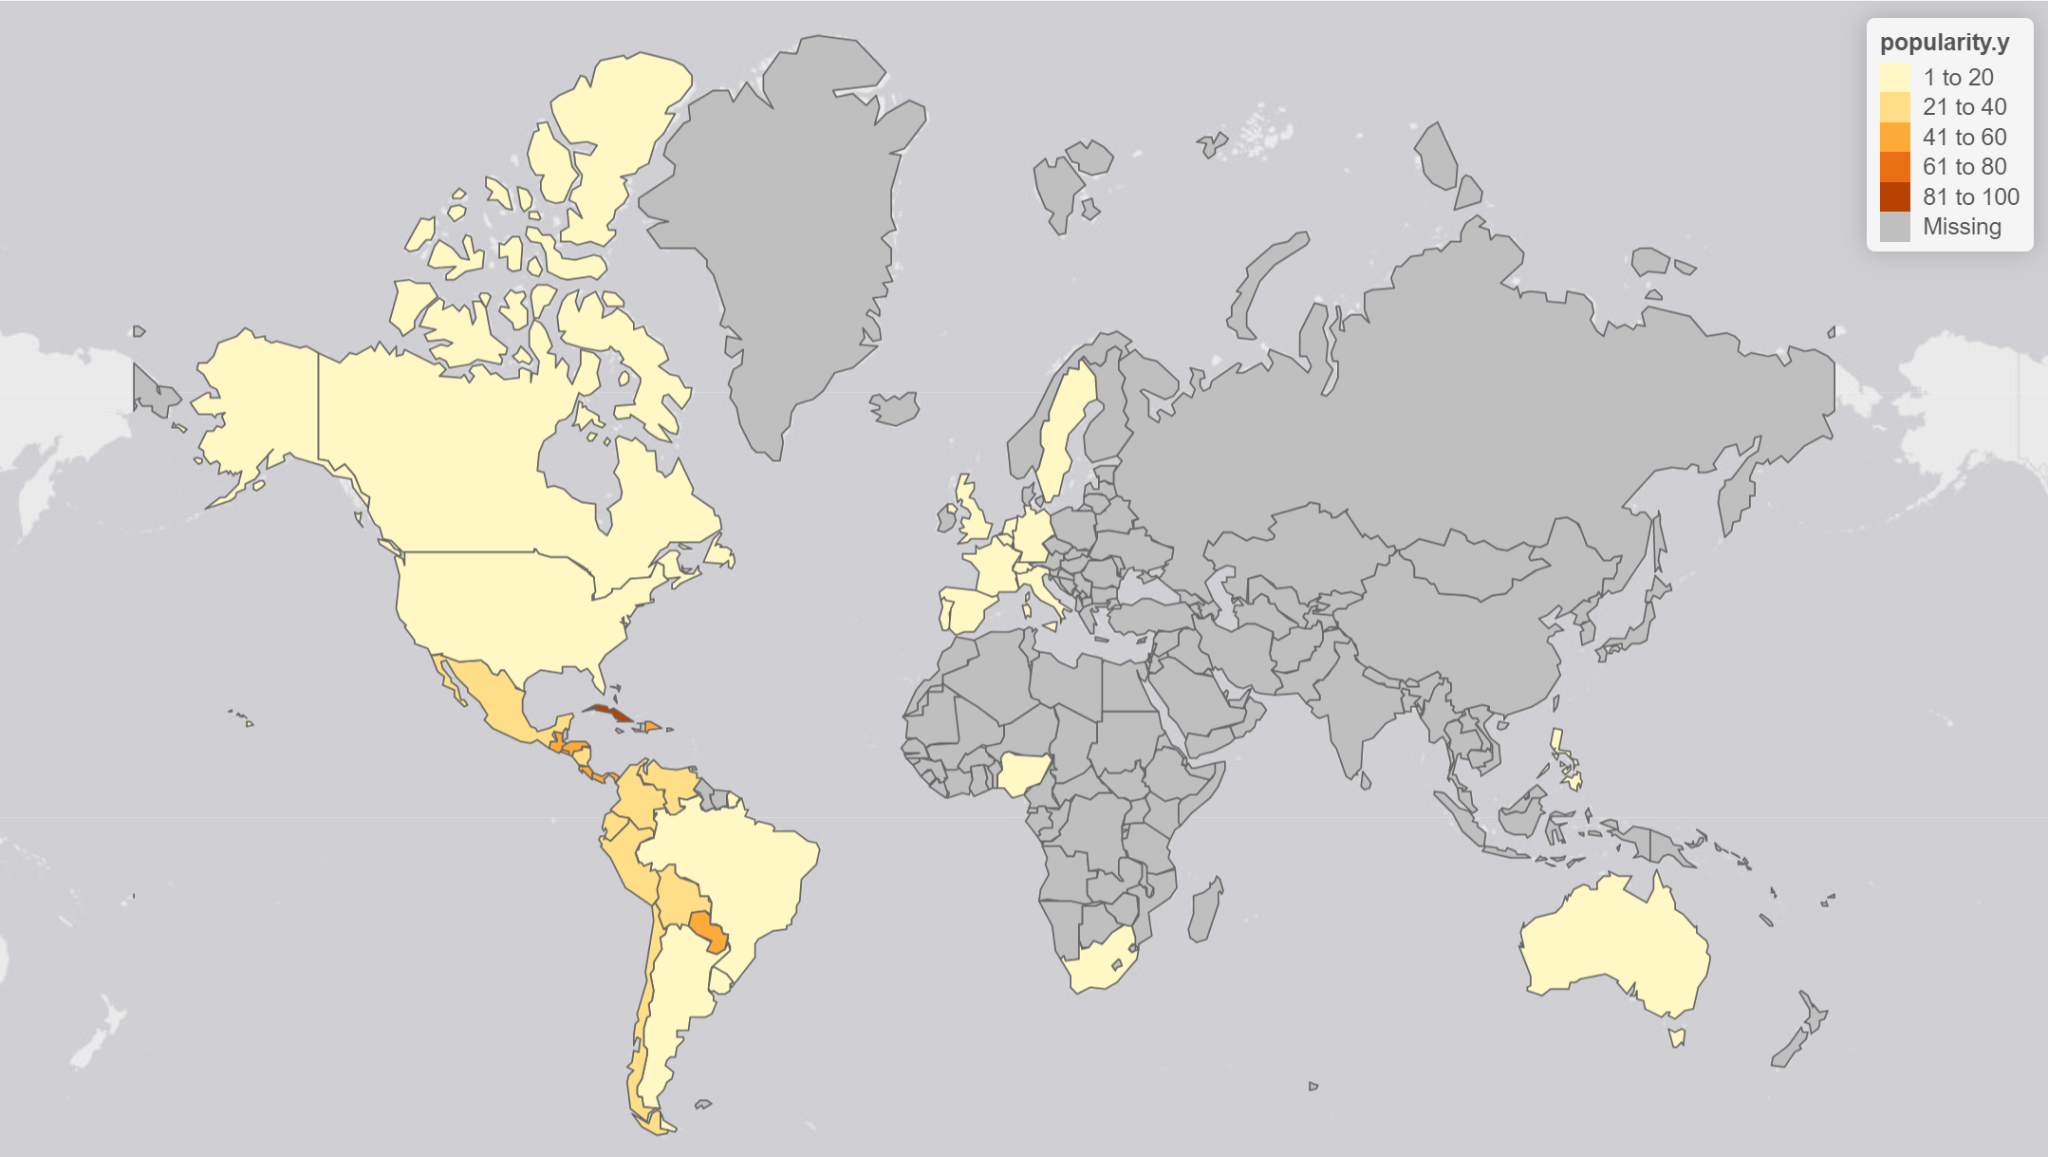 popularity.y
1 to 20
21 to 40
41 to 60
61 to 80
81 to 100
Missing